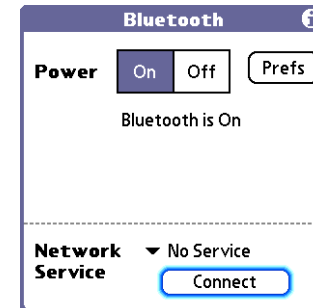 Bluetooth i
Power On Off Prefs
Bluetooth is On
Network Service No Service
Connect